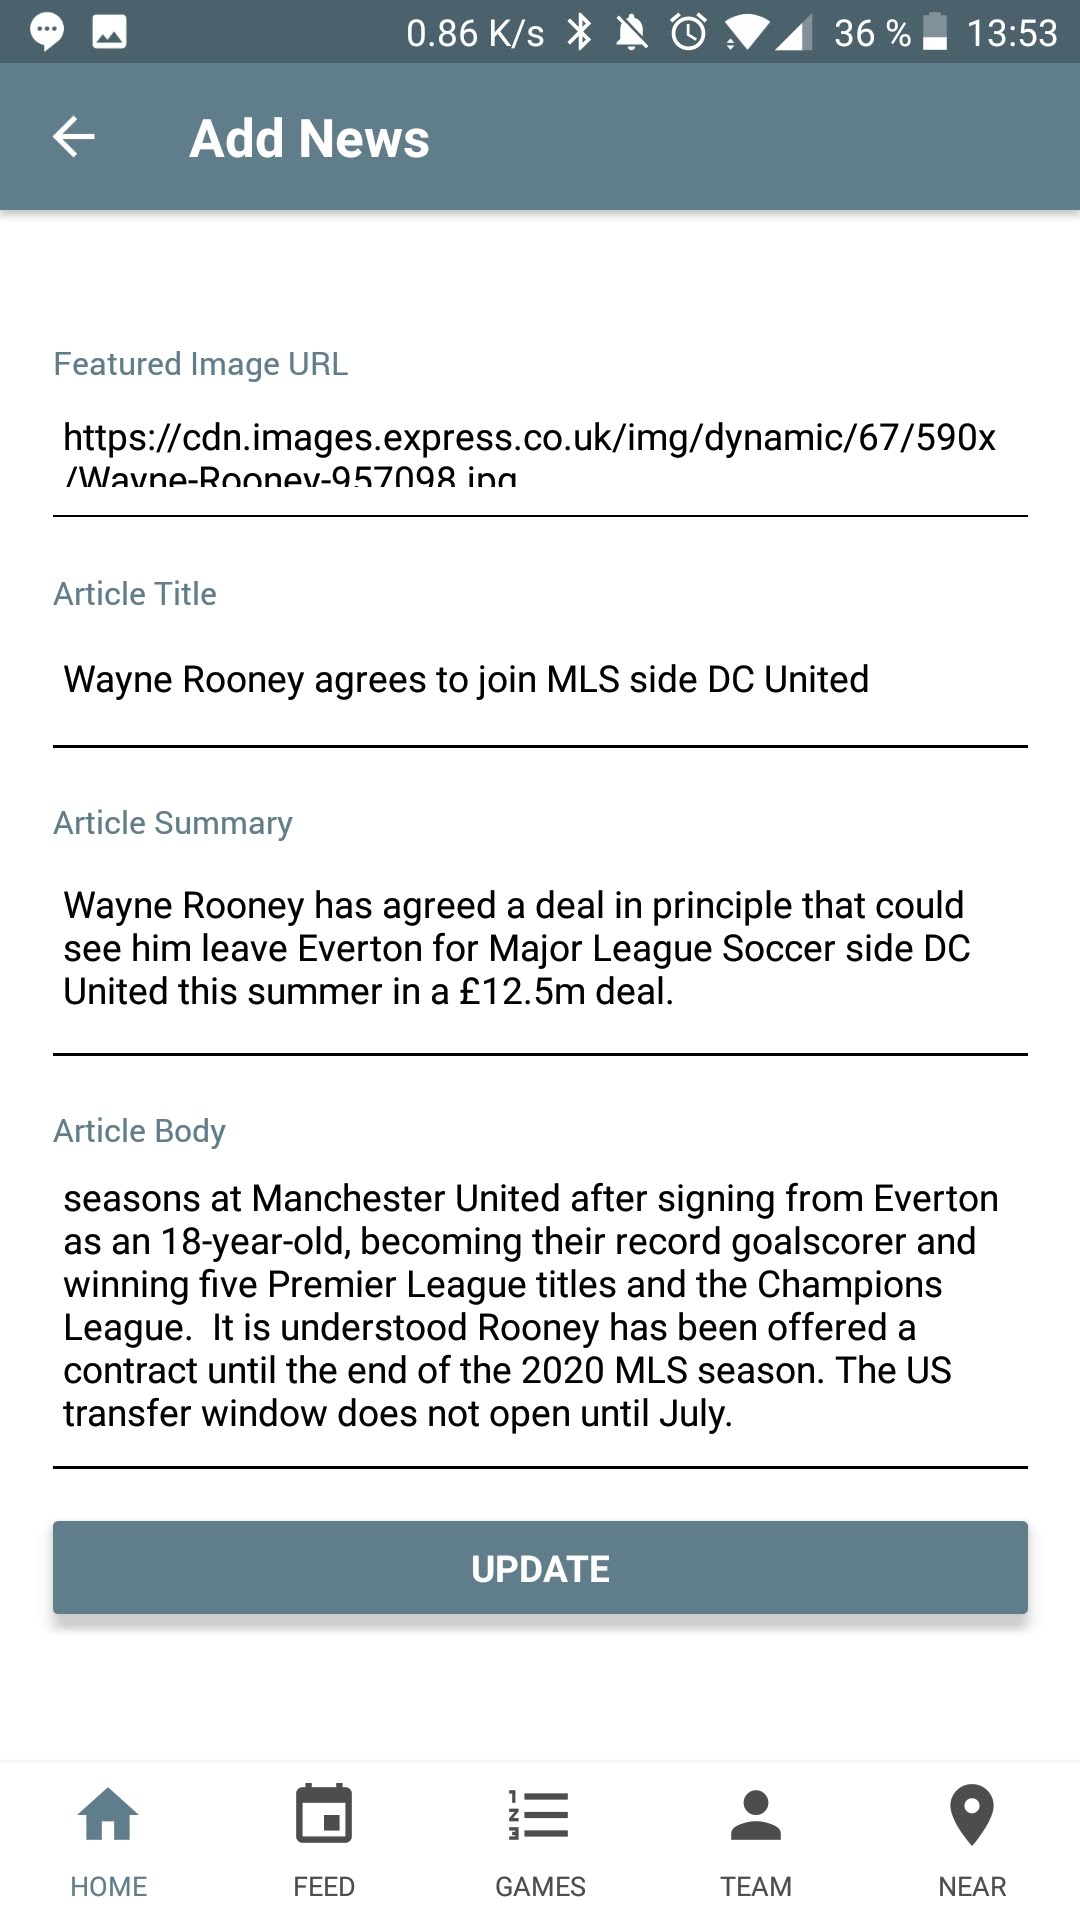 0.86 K/s 36 % 13:53
Add News
Featured Image URL
https://cdn.images.express.co.uk/img/dynamic/67/590x
/Wayne-Rooney-957098.jpg
Article Title
Wayne Rooney agrees to join MLS side DC United
Article Summary
Wayne Rooney has agreed a deal in principle that could
see him leave Everton for Major League Soccer side DC
United this summer in a £12.5m deal.
Article Body
seasons at Manchester United after signing from Everton
as an 18-year-old, becoming their record goalscorer and
winning five Premier League titles and the Champions
League.  It is understood Rooney has been offered a
contract until the end of the 2020 MLS season. The US
transfer window does not open until July.
UPDATE
HOME FEED GAMES TEAM NEAR